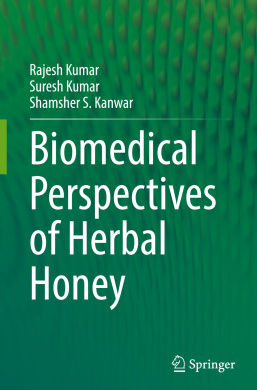 Rajesh Kumar
Suresh Kumar
Shamsher S. Kanwar
Biomedical
Perspectives
of Herbal
Honey
Springer